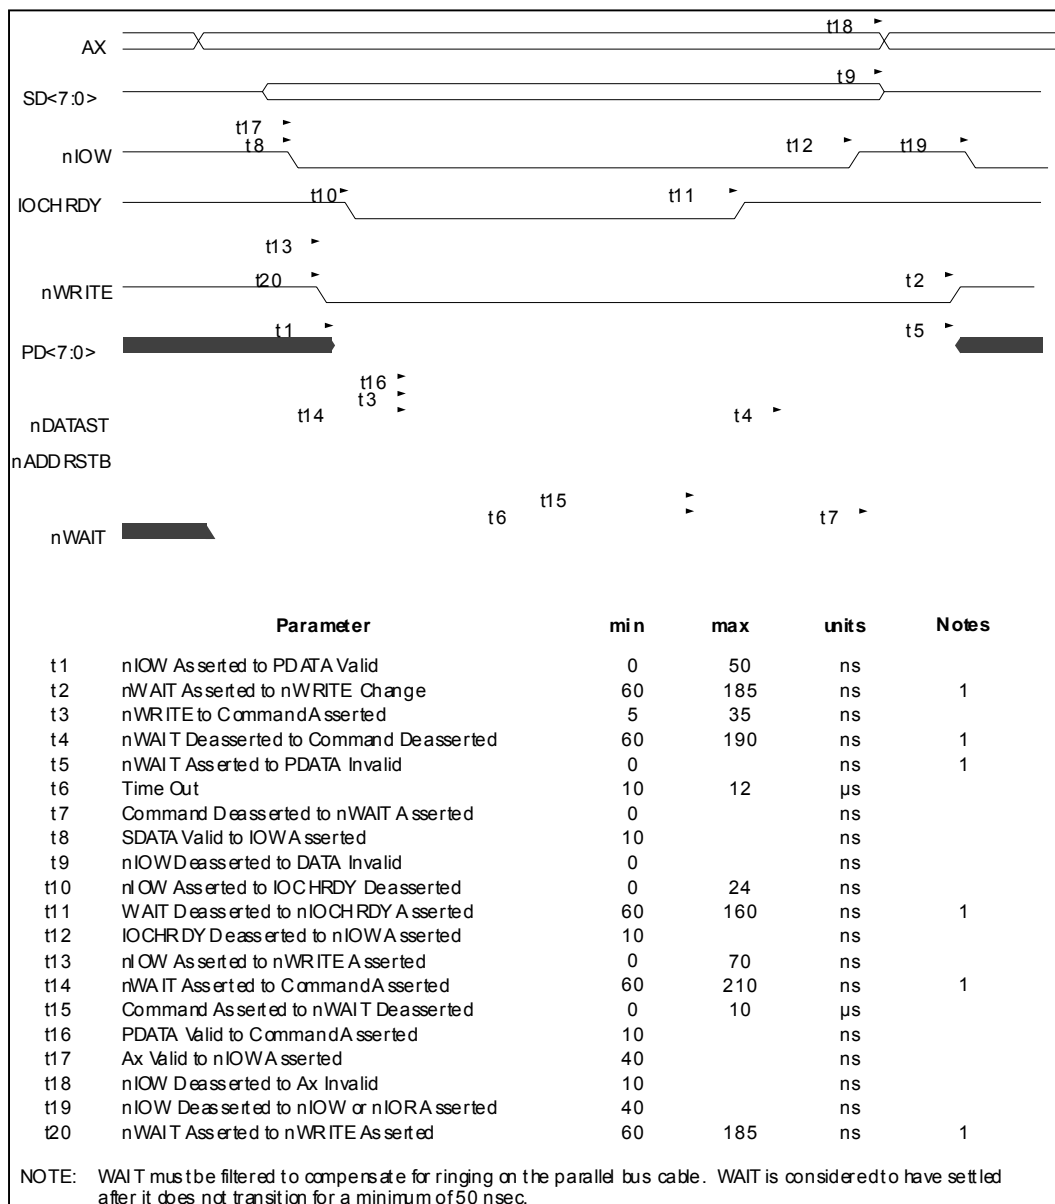 t18
AX
t9
SD<7:0>
t17
t8
t12
t19
nIOW
t10
t11
IOCHRDY
t13
t20
t2
nWRITE
t1
t5
PD<7:0>
t16
t3
t14
t4
nDATAST
nADDRSTB
t15
t6
t7
nWAIT
Parameter min max units Notes
t1 nIOW Asserted to PDATA Valid 0 50 ns
t2 nWAIT Asserted to nWRITE Change 60 185 ns 1
t3 nWRITE to Command Asserted 5 35 ns
t4 nWAIT Deasserted to Command Deasserted 60 190 ns 1
t5 nWAIT Asserted to PDATA Invalid 0 ns 1
t6 Time Out 10 12 µs
t7 Command Deasserted to nWAIT Asserted 0 ns
t8 SDATA Valid to IOW Asserted 10 ns
t9 nIOW Deasserted to DATA Invalid 0 ns
t10 nIOW Asserted to IOCHRDY Deasserted 0 24 ns
t11 WAIT Deasserted to nIOCHRDY Asserted 60 160 ns 1
t12 IOCHRDY Deasserted to nIOW Asserted 10 ns
t13 nIOW Asserted to nWRITE Asserted 0 70 ns
t14 nWAIT Asserted to Command Asserted 60 210 ns 1
t15 Command Asserted to nWAIT Deasserted 0 10 µs
t16 PDATA Valid to Command Asserted 10 ns
t17 Ax Valid to nIOW Asserted 40 ns
t18 nIOW Deasserted to Ax Invalid 10 ns
t19 nIOW Deasserted to nIOW or nIOR Asserted 40 ns
t20 nWAIT Asserted to nWRITE Asserted 60 185 ns 1
NOTE: WAIT must be filtered to compensate for ringing on the parallel bus cable. WAIT is considered to have settled
after it does not transition for a minimum of 50 nsec.